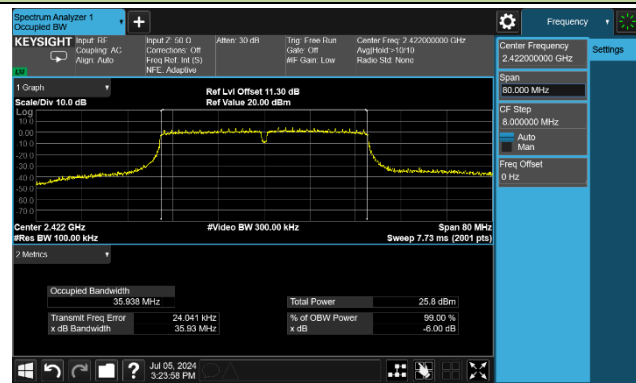 Spectrum Analyzer 1
Occupied BW
Frequency
KEYSIGHT
Input: RF
Coupling: AC
Align: Auto
Input Z: 50 Ω
Corrections: Off
Freq Ref: Int (S)
NFE: Adaptive
Atten: 30 dB
Trig: Free Run
Gate: Off
#IF Gain: Low
Center Freq: 2.422000000 GHz
Avg|Hold:>10/10
Radio Std: None
LU
Center Frequency
2.422000000 GHz
Settings
Span
80.000 MHz
CF Step
8.000000 MHz
Auto
Man
Freq Offset
0 Hz
1 Graph
Scale/Div 10.0 dB
Ref Lvl Offset 11.30 dB
Ref Value 20.00 dBm
Log
10.0
0.00
-10.0
-20.0
-30.0
-40.0
-50.0
-60.0
-70.0
Center 2.422 GHz
#Video BW 300.00 kHz
Span 80 MHz
#Res BW 100.00 kHz
Sweep 7.73 ms (2001 pts)
2 Metrics
Occupied Bandwidth
35.938 MHz
Total Power 25.8 dBm
Transmit Freq Error 24.041 kHz
% of OBW Power 99.00 %
x dB Bandwidth 35.93 MHz
x dB -6.00 dB
Jul 05, 2024
3:23:58 PM